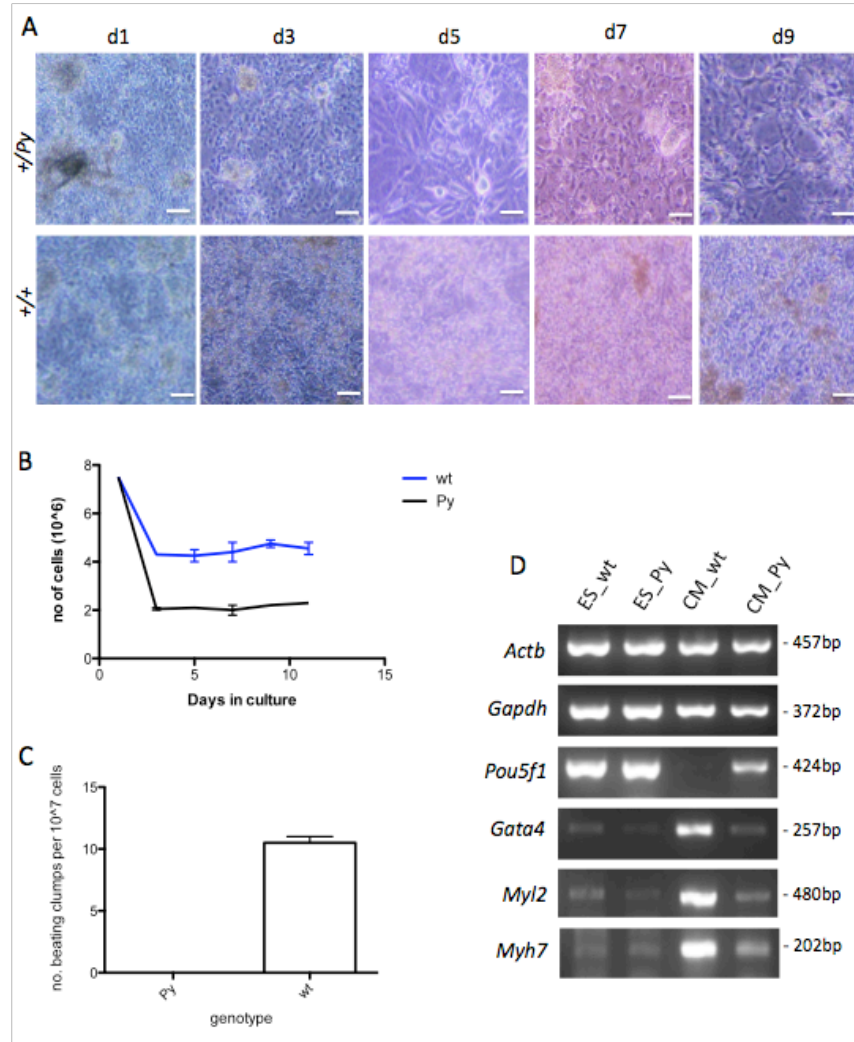 A
d1 d3 d5 d7 d9
+/Py
+/+
B
8
6
4
2
0
no of cells (10^6)
0 5 10 15
Days in culture
wt
Py
C
15
10
5
0
no. beating clumps per 10^7 cells
Py wt
genotype
D
ES_wt ES_Py CM_wt CM_Py
Actb - 457bp
Gapdh - 372bp
Pou5f1 - 424bp
Gata4 - 257bp
Myl2 - 480bp
Myh7 - 202bp